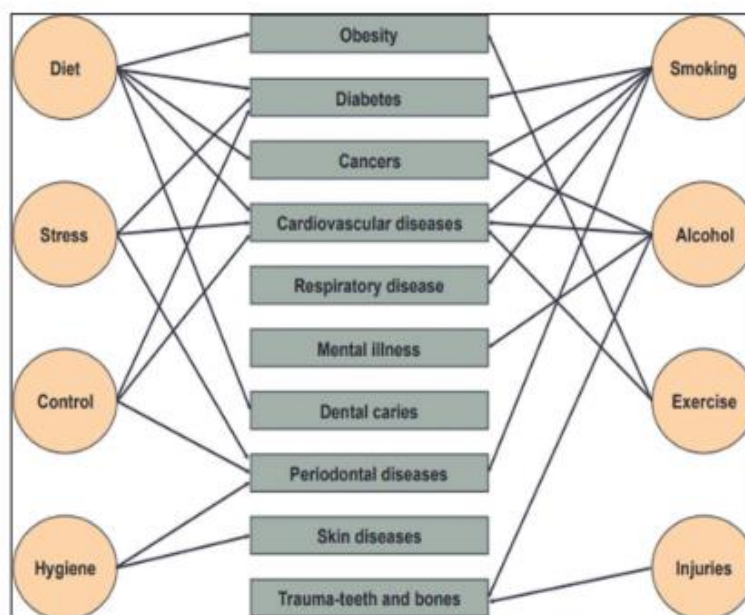 Diet
Stress
Control
Hygiene
Obesity
Diabetes
Cancers
Cardiovascular diseases
Respiratory disease
Mental illness
Dental caries
Periodontal diseases
Skin diseases
Trauma-teeth and bones
Smoking
Alcohol
Exercise
Injuries